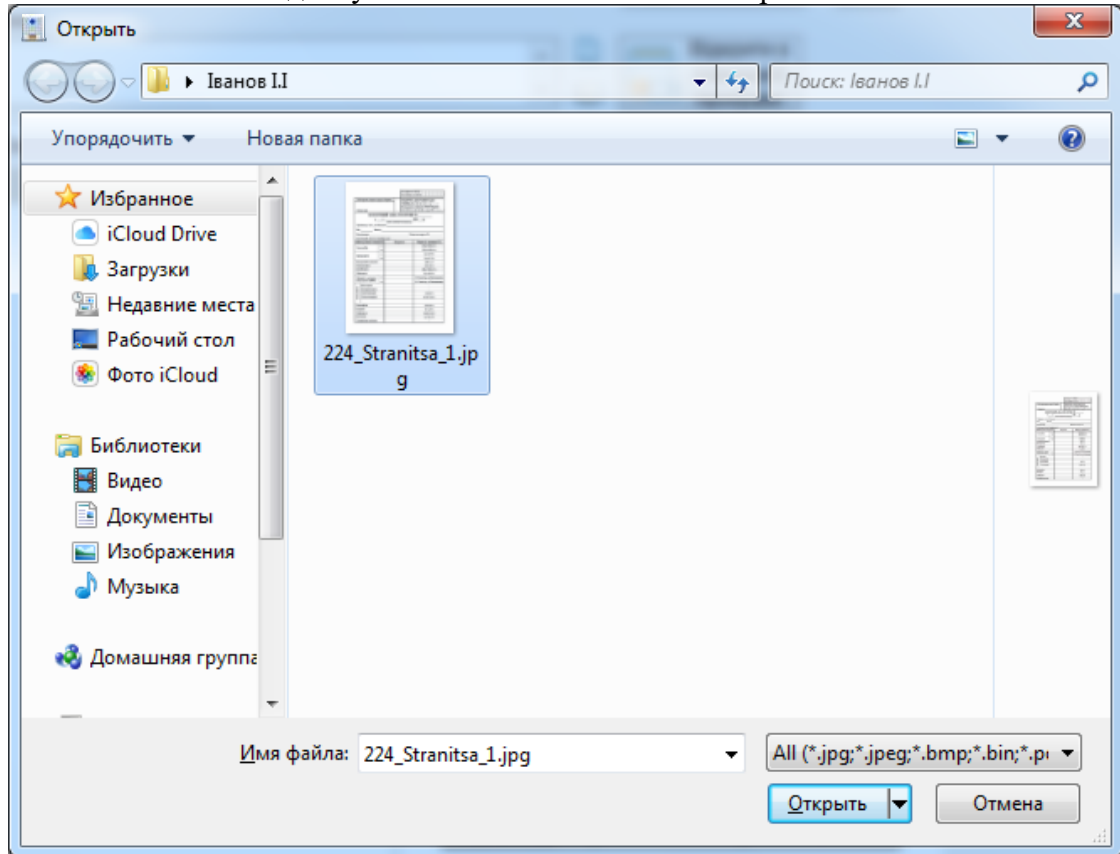 Открыть
Іванов І.І
Поиск: Іванов І.І
Упорядочить
Новая папка
Избранное
iCloud Drive
Загрузки
Недавние места
Рабочий стол
Фото iCloud
Библиотеки
Видео
Документы
Изображения
Музыка
Домашняя группа
224_Stranitsa_1.jp
g
Имя файла: 224_Stranitsa_1.jpg
All (*.jpg;*.jpeg;*.bmp;*.bin;*.p
Открыть
Отмена